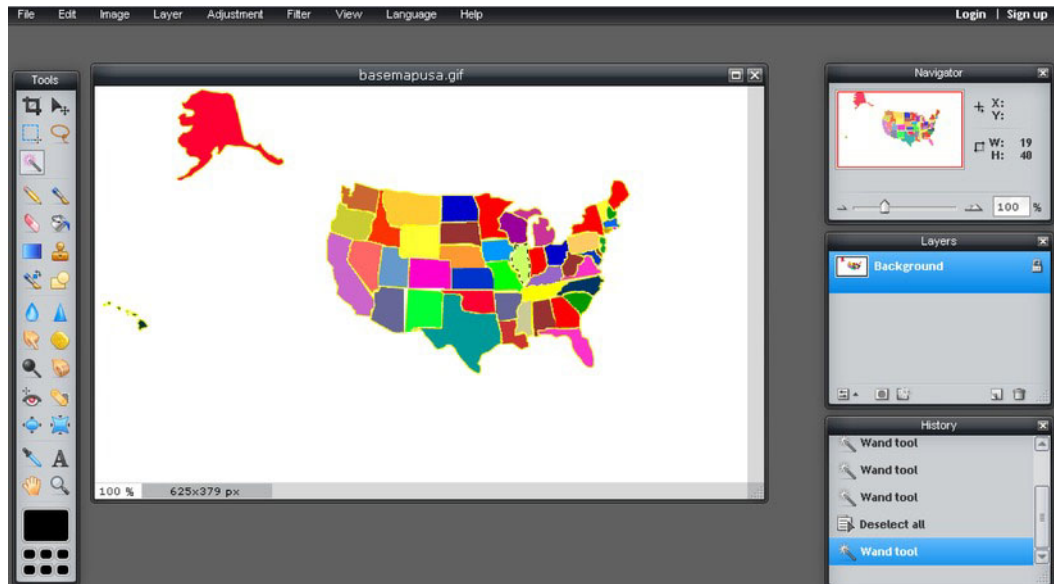 File Edit Image Layer Adjustment Filter View Language Help Login | Sign up
Tools
basemapusa.gif
100 % 625x379 px
Navigator
X:
Y:
W: 19
H: 40
100 %
Layers
Background
History
Wand tool
Wand tool
Wand tool
Deselect all
Wand tool